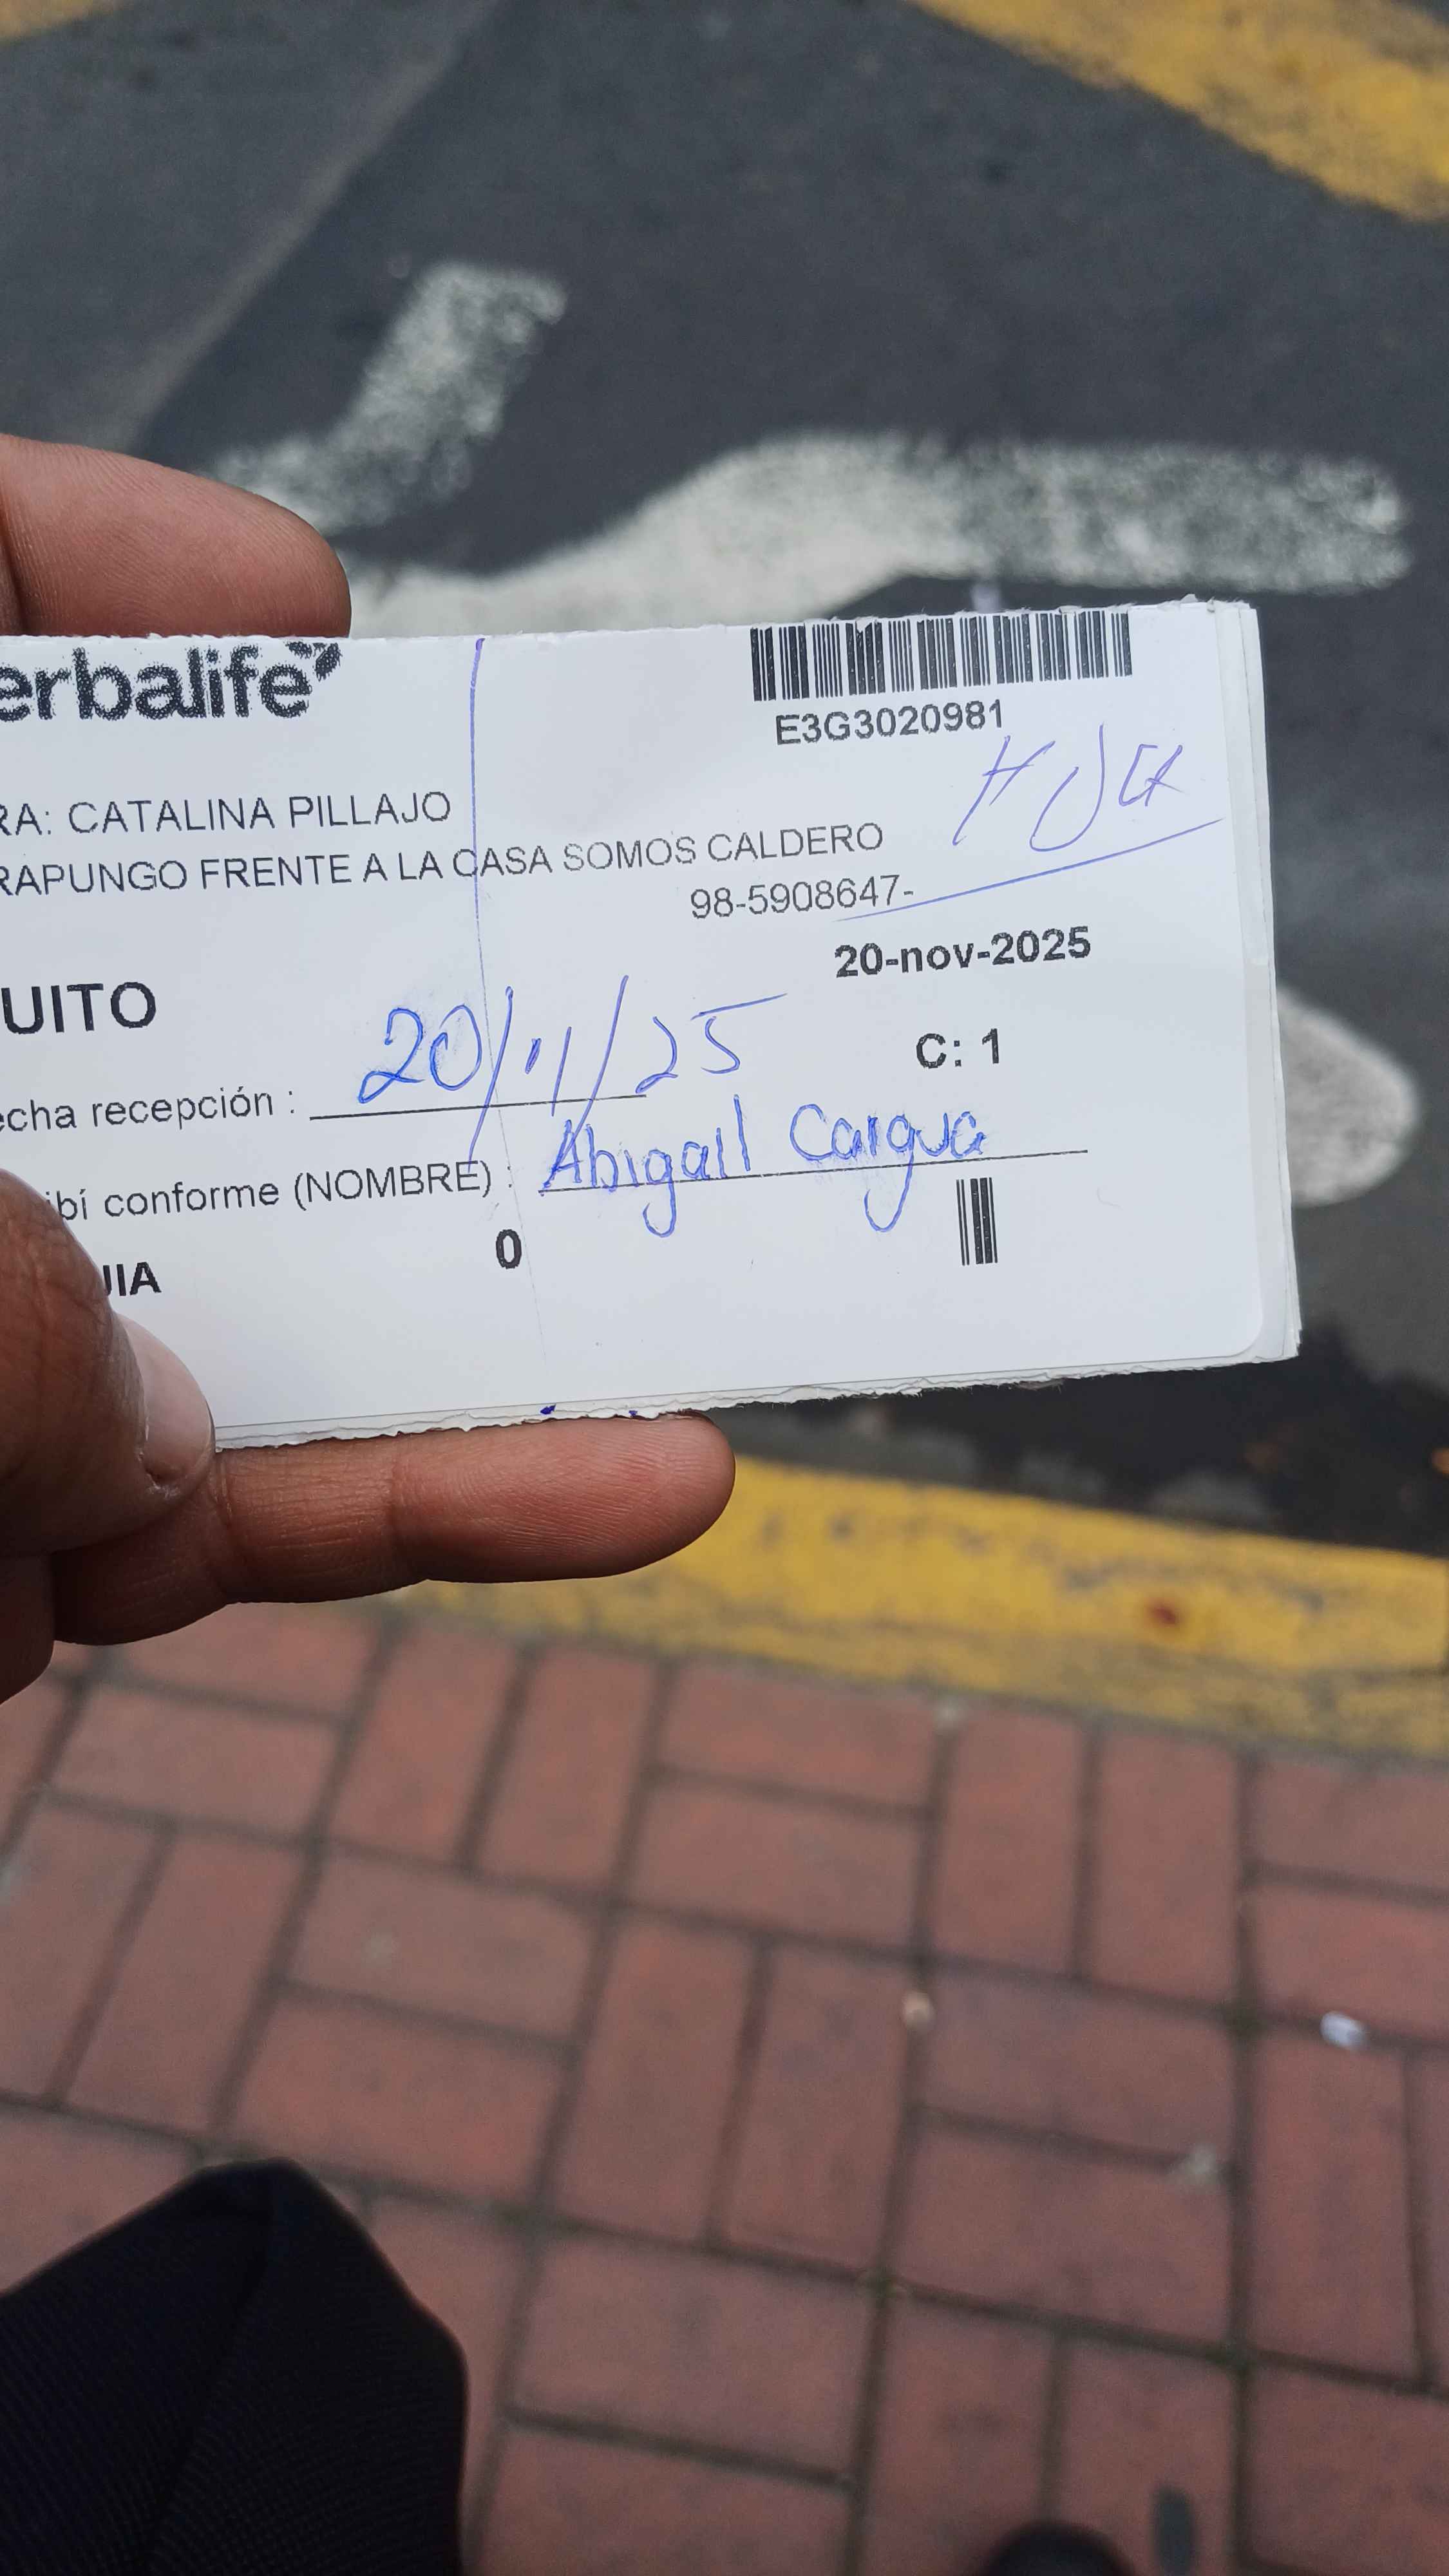 erbalife
E3G3020981
RA: CATALINA PILLAJO
RAPUNGO FRENTE A LA CASA SOMOS CALDERO
98-5908647-
20-nov-2025
UITO
C: 1
echa recepción : 20/11/25
ibí conforme (NOMBRE) : Abigail Caigua
0
UIA